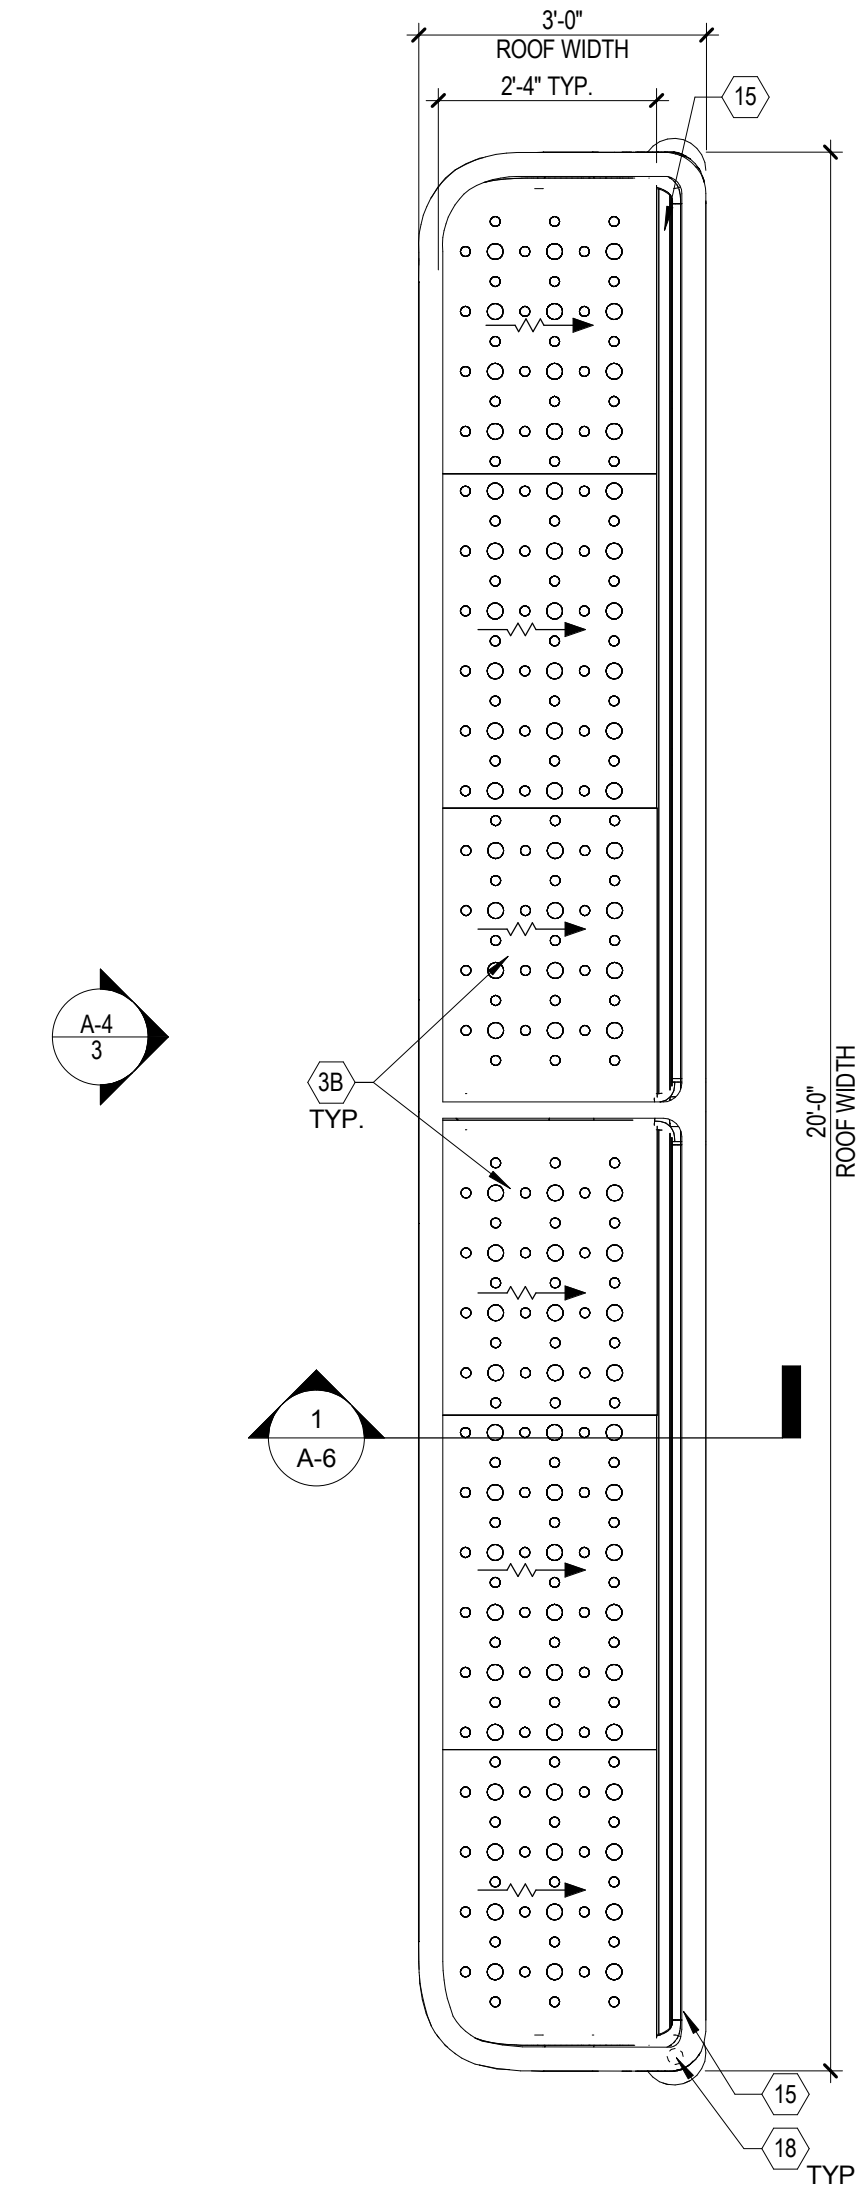 3'-0"
ROOF WIDTH
2'-4" TYP.
15
A-4
3
3B
TYP.
20'-0"
ROOF WIDTH
1
A-6
15
18
TYP